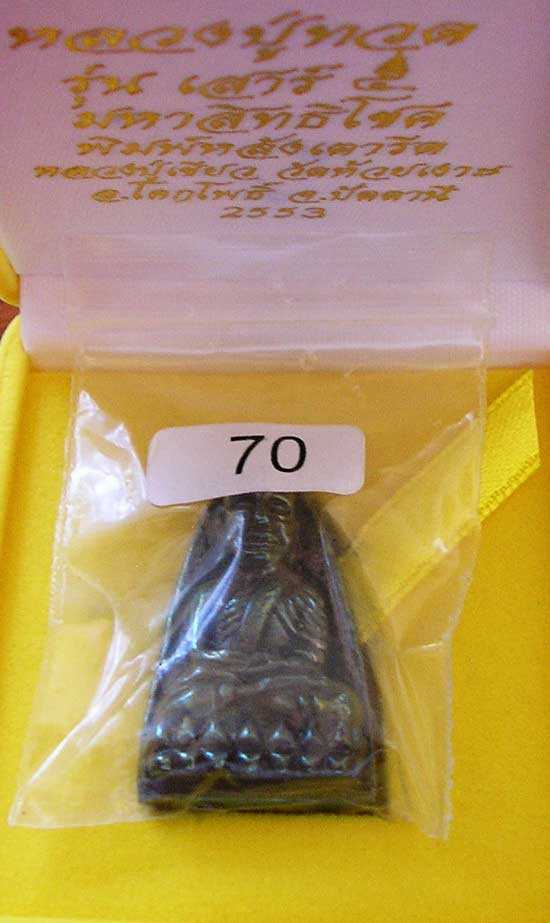 หลวงปู่ทวด
รุ่น เสาร์ ๕
มหาสิทธิโชค
พิมพ์หลังเตารีด
หลวงปู่เขียว วัดห้วยเงาะ
อ.โคกโพธิ์ จ.ปัตตานี
2553
70